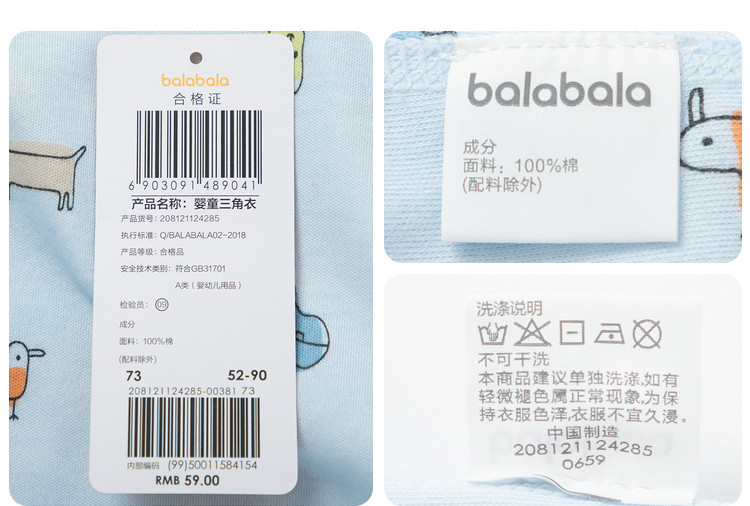 balabala
合格证
6 903091 489041
产品名称：婴童三角衣
产品货号：208121124285
执行标准：Q/BALABALA02-2018
产品等级：合格品
安全技术类别：符合GB31701
A类（婴幼儿用品）
检验员：09
成分
面料：100%棉
(配料除外)
73 52-90
208121124285-00381 73
内部编码 (99)50011584154
RMB 59.00
balabala
成分
面料：100%棉
(配料除外)
洗涤说明
不可干洗
本商品建议单独洗涤,如有
轻微褪色属正常现象,为保
持衣服色泽,衣服不宜久浸。
中国制造
208121124285
0659